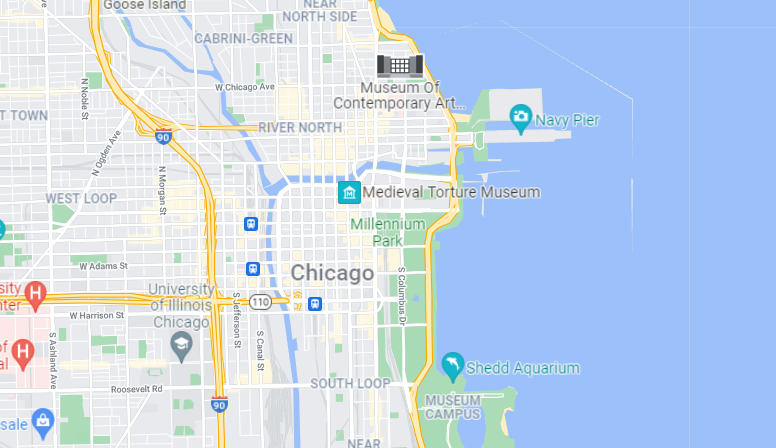 Goose Island
NEAR
NORTH SIDE
CABRINI-GREEN
W Chicago Ave
Museum Of
Contemporary Art...
N Noble St
T TOWN
Navy Pier
RIVER NORTH
90
N Ogden Ave
N Morgan St
WEST LOOP
Medieval Torture Museum
Millennium
Park
W Adams St
Chicago
S Columbus Dr
sity
nter
H
University
of Illinois
Chicago
110
S Jefferson St
W Harrison St
S Canal St
S Ashland Ave
of
al
H
Shedd Aquarium
Roosevelt Rd
SOUTH LOOP
MUSEUM
CAMPUS
90
sale
NEAR